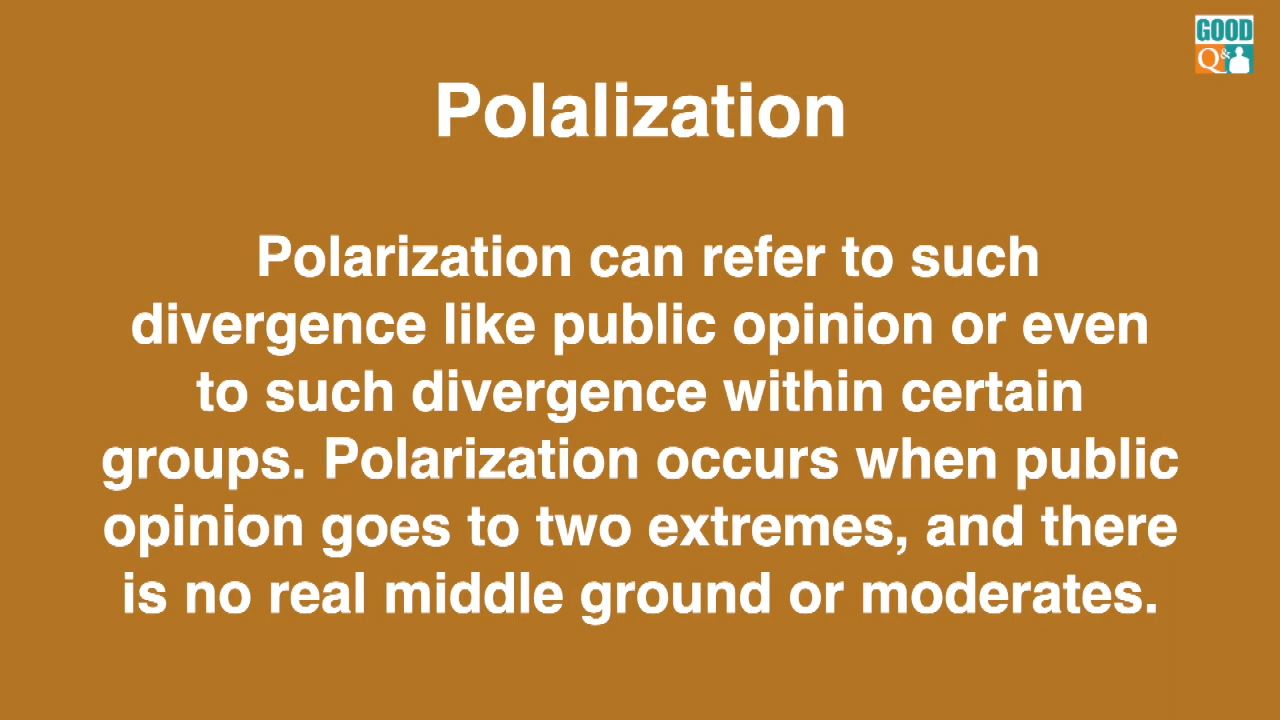 GOOD
Q&
Polalization
Polarization can refer to such
divergence like public opinion or even
to such divergence within certain
groups. Polarization occurs when public
opinion goes to two extremes, and there
is no real middle ground or moderates.